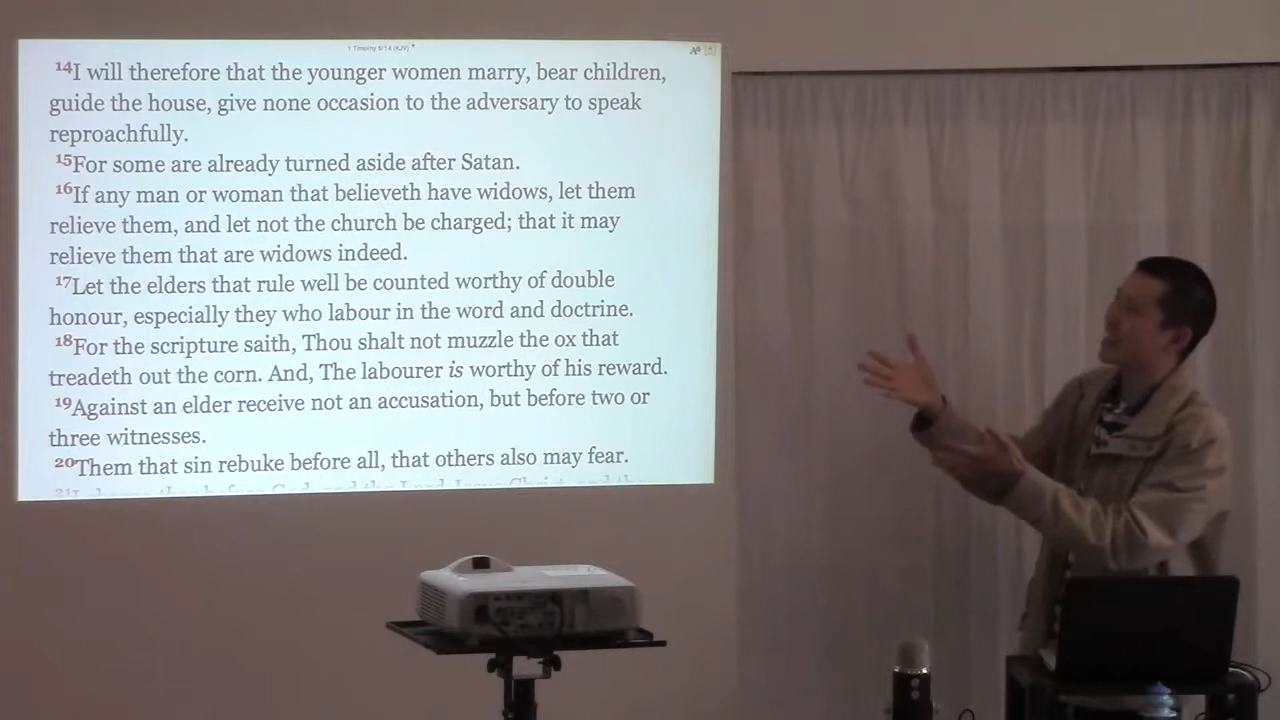 1 Timothy 5:14 (KJV)
14I will therefore that the younger women marry, bear children,
guide the house, give none occasion to the adversary to speak
reproachfully.
15For some are already turned aside after Satan.
16If any man or woman that believeth have widows, let them
relieve them, and let not the church be charged; that it may
relieve them that are widows indeed.
17Let the elders that rule well be counted worthy of double
honour, especially they who labour in the word and doctrine.
18For the scripture saith, Thou shalt not muzzle the ox that
treadeth out the corn. And, The labourer is worthy of his reward.
19Against an elder receive not an accusation, but before two or
three witnesses.
20Them that sin rebuke before all, that others also may fear.